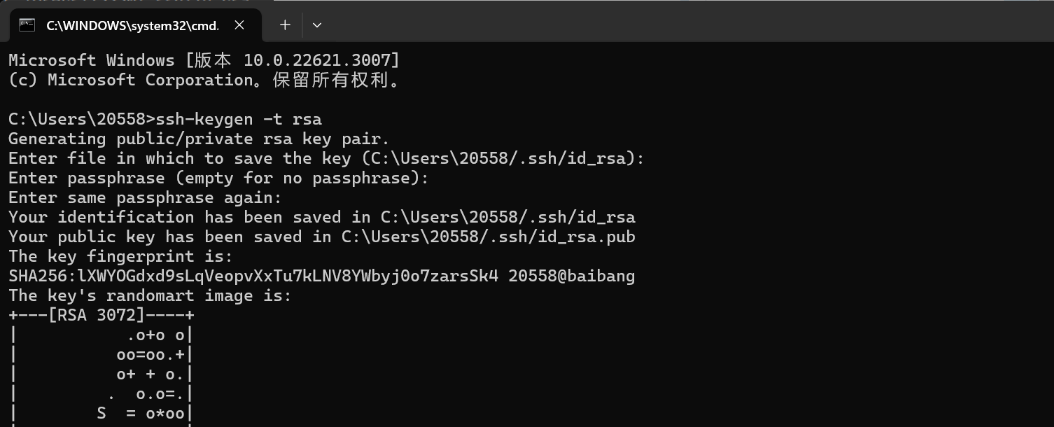 C:\WINDOWS\system32\cmd.
Microsoft Windows [版本 10.0.22621.3007]
(c) Microsoft Corporation。保留所有权利。
C:\Users\20558>ssh-keygen -t rsa
Generating public/private rsa key pair.
Enter file in which to save the key (C:\Users\20558/.ssh/id_rsa):
Enter passphrase (empty for no passphrase):
Enter same passphrase again:
Your identification has been saved in C:\Users\20558/.ssh/id_rsa
Your public key has been saved in C:\Users\20558/.ssh/id_rsa.pub
The key fingerprint is:
SHA256:lXWYOGdxd9sLqVeopvXxTu7kLNV8YWbyj0o7zarsSk4 20558@baibang
The key's randomart image is:
+---[RSA 3072]----+
|           .o+o o|
|          oo=oo.+|
|          o+ + o.|
|         .  o.o=.|
|        S  = o*oo|